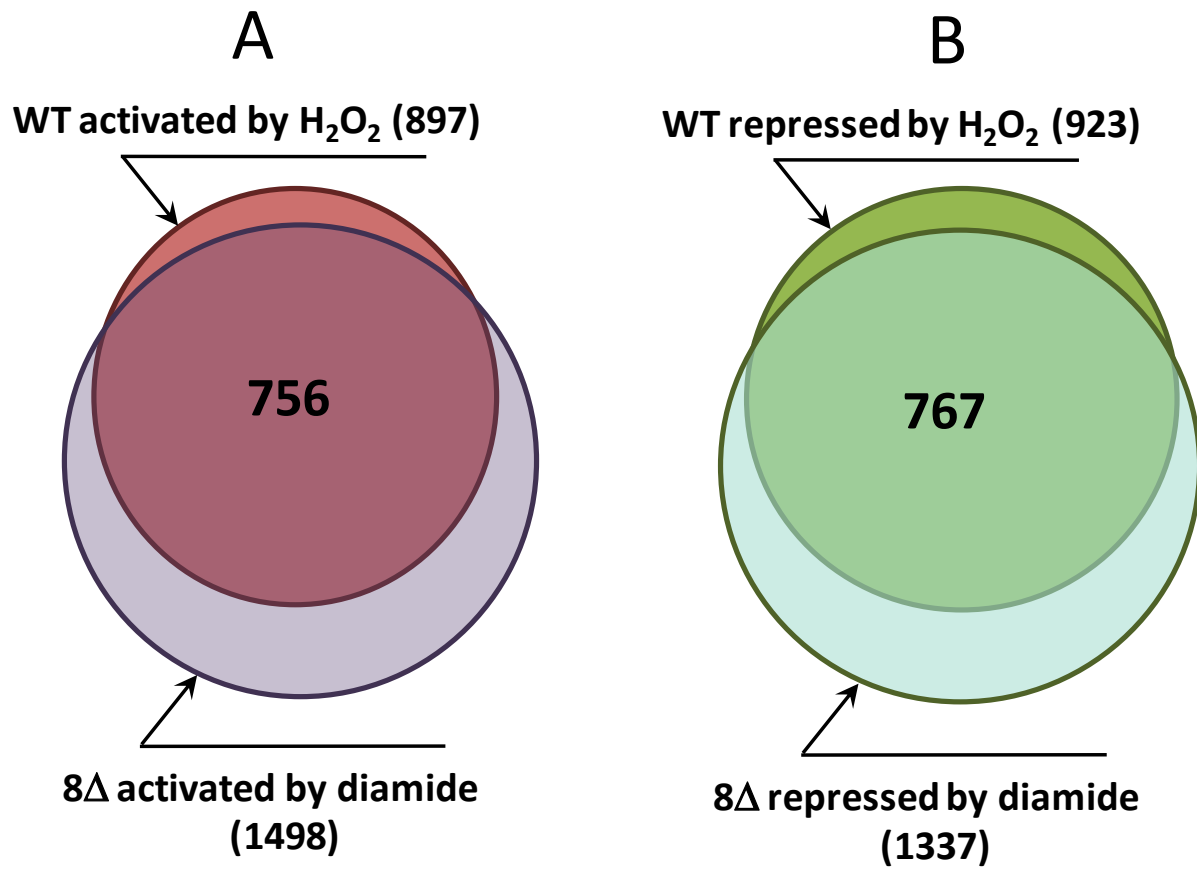 A
WT activated by H₂O₂ (897)
756
8Δ activated by diamide
(1498)
B
WT repressed by H₂O₂ (923)
767
8Δ repressed by diamide
(1337)